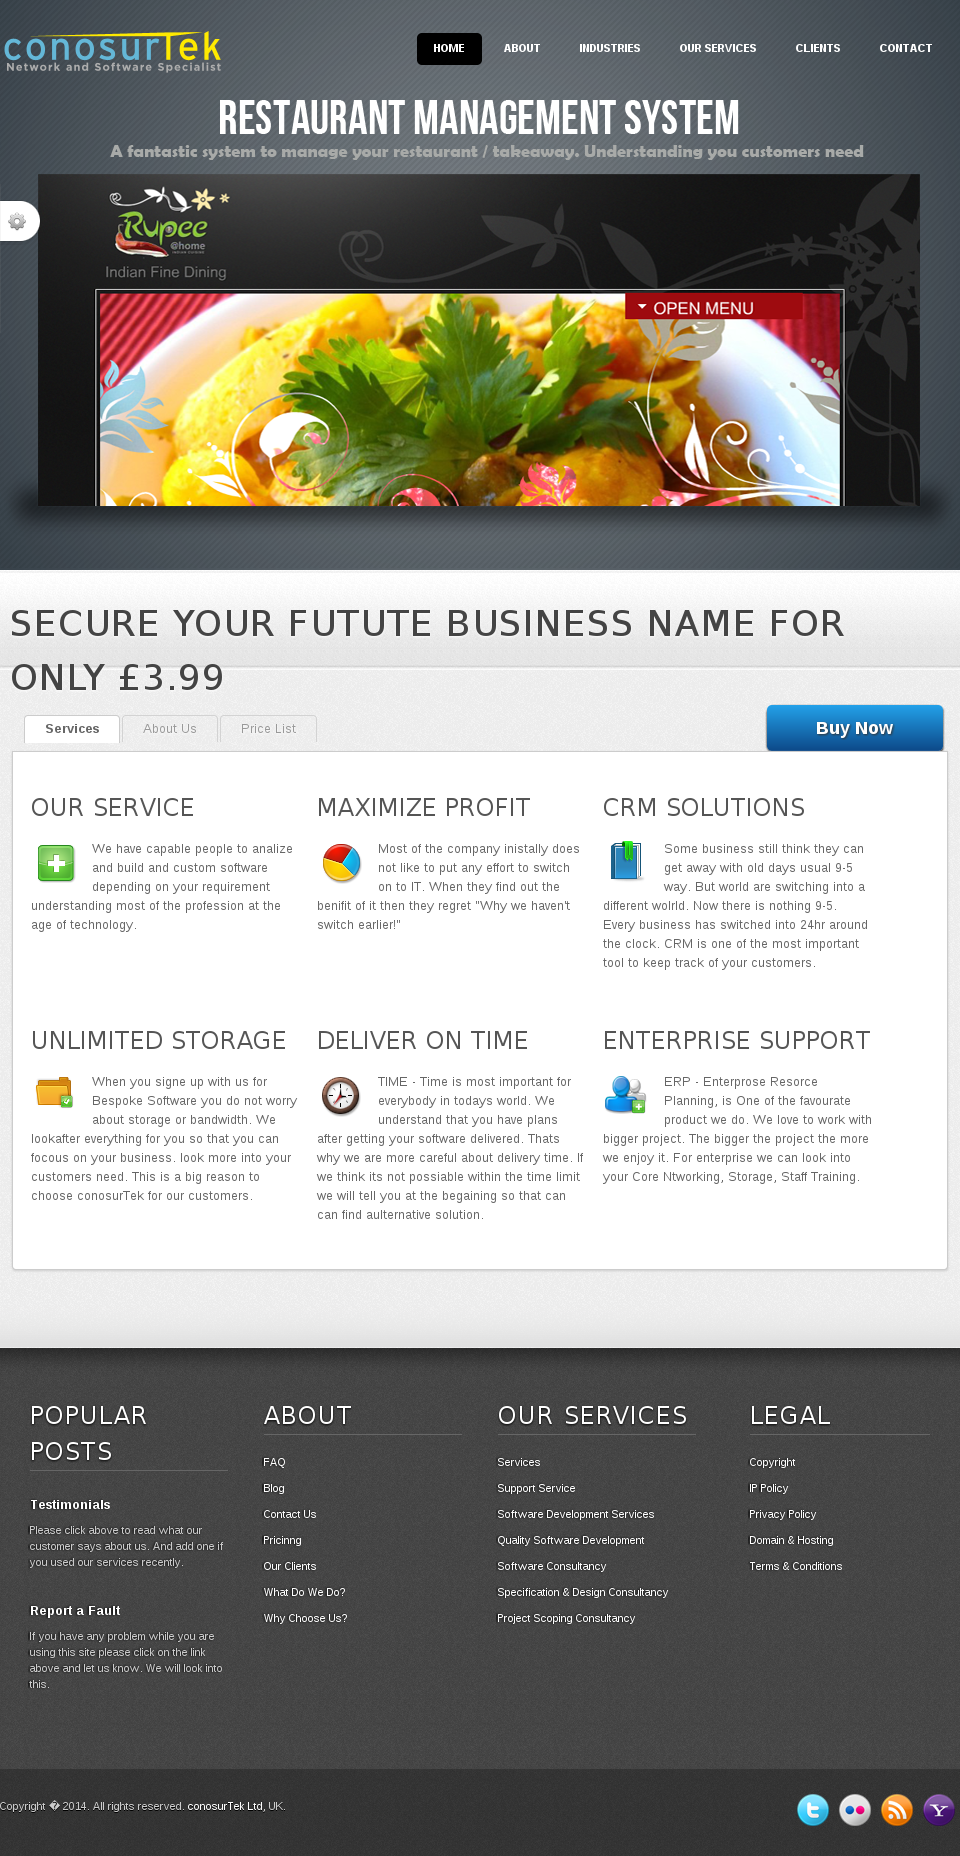 conosurTek
Network and Software Specialist
HOME ABOUT INDUSTRIES OUR SERVICES CLIENTS CONTACT
RESTAURANT MANAGEMENT SYSTEM
A fantastic system to manage your restaurant / takeaway. Understanding you customers need
Rupee
@home
INDIAN CUISINE
Indian Fine Dining
OPEN MENU
SECURE YOUR FUTUTE BUSINESS NAME FOR
ONLY £3.99
Services About Us Price List
Buy Now
OUR SERVICE
We have capable people to analize
and build and custom software
depending on your requirement
understanding most of the profession at the
age of technology.
MAXIMIZE PROFIT
Most of the company inistally does
not like to put any effort to switch
on to IT. When they find out the
benifit of it then they regret "Why we haven't
switch earlier!"
CRM SOLUTIONS
Some business still think they can
get away with old days usual 9-5
way. But world are switching into a
different wolrld. Now there is nothing 9-5.
Every business has switched into 24hr around
the clock. CRM is one of the most important
tool to keep track of your customers.
UNLIMITED STORAGE
When you signe up with us for
Bespoke Software you do not worry
about storage or bandwidth. We
lookafter everything for you so that you can
focous on your business. look more into your
customers need. This is a big reason to
choose conosurTek for our customers.
DELIVER ON TIME
TIME - Time is most important for
everybody in todays world. We
understand that you have plans
after getting your software delivered. Thats
why we are more careful about delivery time. If
we think its not possiable within the time limit
we will tell you at the begaining so that can
can find aulternative solution.
ENTERPRISE SUPPORT
ERP - Enterprose Resorce
Planning, is One of the favourate
product we do. We love to work with
bigger project. The bigger the project the more
we enjoy it. For enterprise we can look into
your Core Ntworking, Storage, Staff Training.
POPULAR
POSTS
Testimonials
Please click above to read what our
customer says about us. And add one if
you used our services recently.
Report a Fault
If you have any problem while you are
using this site please click on the link
above and let us know. We will look into
this.
ABOUT
FAQ
Blog
Contact Us
Pricinng
Our Clients
What Do We Do?
Why Choose Us?
OUR SERVICES
Services
Support Service
Software Development Services
Quality Software Development
Software Consultancy
Specification & Design Consultancy
Project Scoping Consultancy
LEGAL
Copyright
IP Policy
Privacy Policy
Domain & Hosting
Terms & Conditions
Copyright � 2014. All rights reserved. conosurTek Ltd, UK.